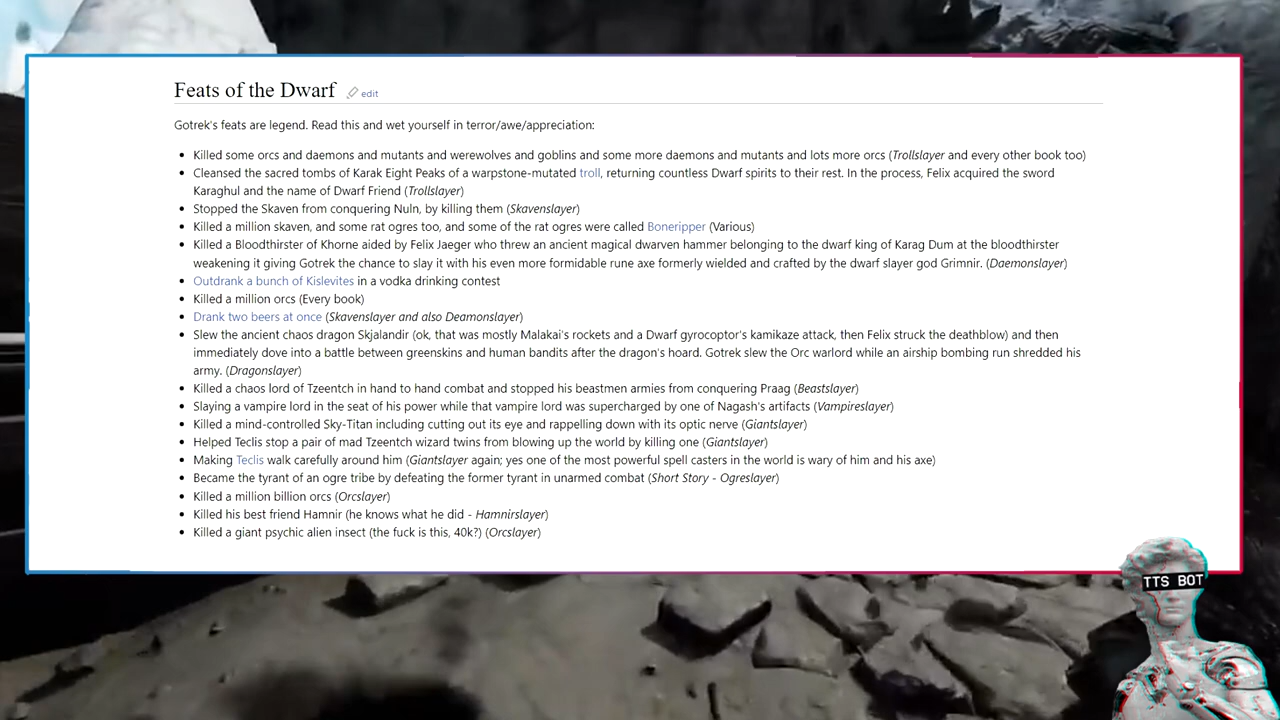 Feats of the Dwarf edit
Gotrek's feats are legend. Read this and wet yourself in terror/awe/appreciation:
• Killed some orcs and daemons and mutants and werewolves and goblins and some more daemons and mutants and lots more orcs (Trollslayer and every other book too)
• Cleansed the sacred tombs of Karak Eight Peaks of a warpstone-mutated troll, returning countless Dwarf spirits to their rest. In the process, Felix acquired the sword
Karaghul and the name of Dwarf Friend (Trollslayer)
• Stopped the Skaven from conquering Nuln, by killing them (Skavenslayer)
• Killed a million skaven, and some rat ogres too, and some of the rat ogres were called Boneripper (Various)
• Killed a Bloodthirster of Khorne aided by Felix Jaeger who threw an ancient magical dwarven hammer belonging to the dwarf king of Karag Dum at the bloodthirster
weakening it giving Gotrek the chance to slay it with his even more formidable rune axe formerly wielded and crafted by the dwarf slayer god Grimnir. (Daemonslayer)
• Outdrank a bunch of Kislevites in a vodka drinking contest
• Killed a million orcs (Every book)
• Drank two beers at once (Skavenslayer and also Deamonslayer)
• Slew the ancient chaos dragon Skjalandir (ok, that was mostly Malakai's rockets and a Dwarf gyrocoptor's kamikaze attack, then Felix struck the deathblow) and then
immediately dove into a battle between greenskins and human bandits after the dragon's hoard. Gotrek slew the Orc warlord while an airship bombing run shredded his
army. (Dragonslayer)
• Killed a chaos lord of Tzeentch in hand to hand combat and stopped his beastmen armies from conquering Praag (Beastslayer)
• Slaying a vampire lord in the seat of his power while that vampire lord was supercharged by one of Nagash's artifacts (Vampireslayer)
• Killed a mind-controlled Sky-Titan including cutting out its eye and rappelling down with its optic nerve (Giantslayer)
• Helped Teclis stop a pair of mad Tzeentch wizard twins from blowing up the world by killing one (Giantslayer)
• Making Teclis walk carefully around him (Giantslayer again; yes one of the most powerful spell casters in the world is wary of him and his axe)
• Became the tyrant of an ogre tribe by defeating the former tyrant in unarmed combat (Short Story - Ogreslayer)
• Killed a million billion orcs (Orcslayer)
• Killed his best friend Hamnir (he knows what he did - Hamnirslayer)
• Killed a giant psychic alien insect (the fuck is this, 40k?) (Orcslayer)
TTS BOT